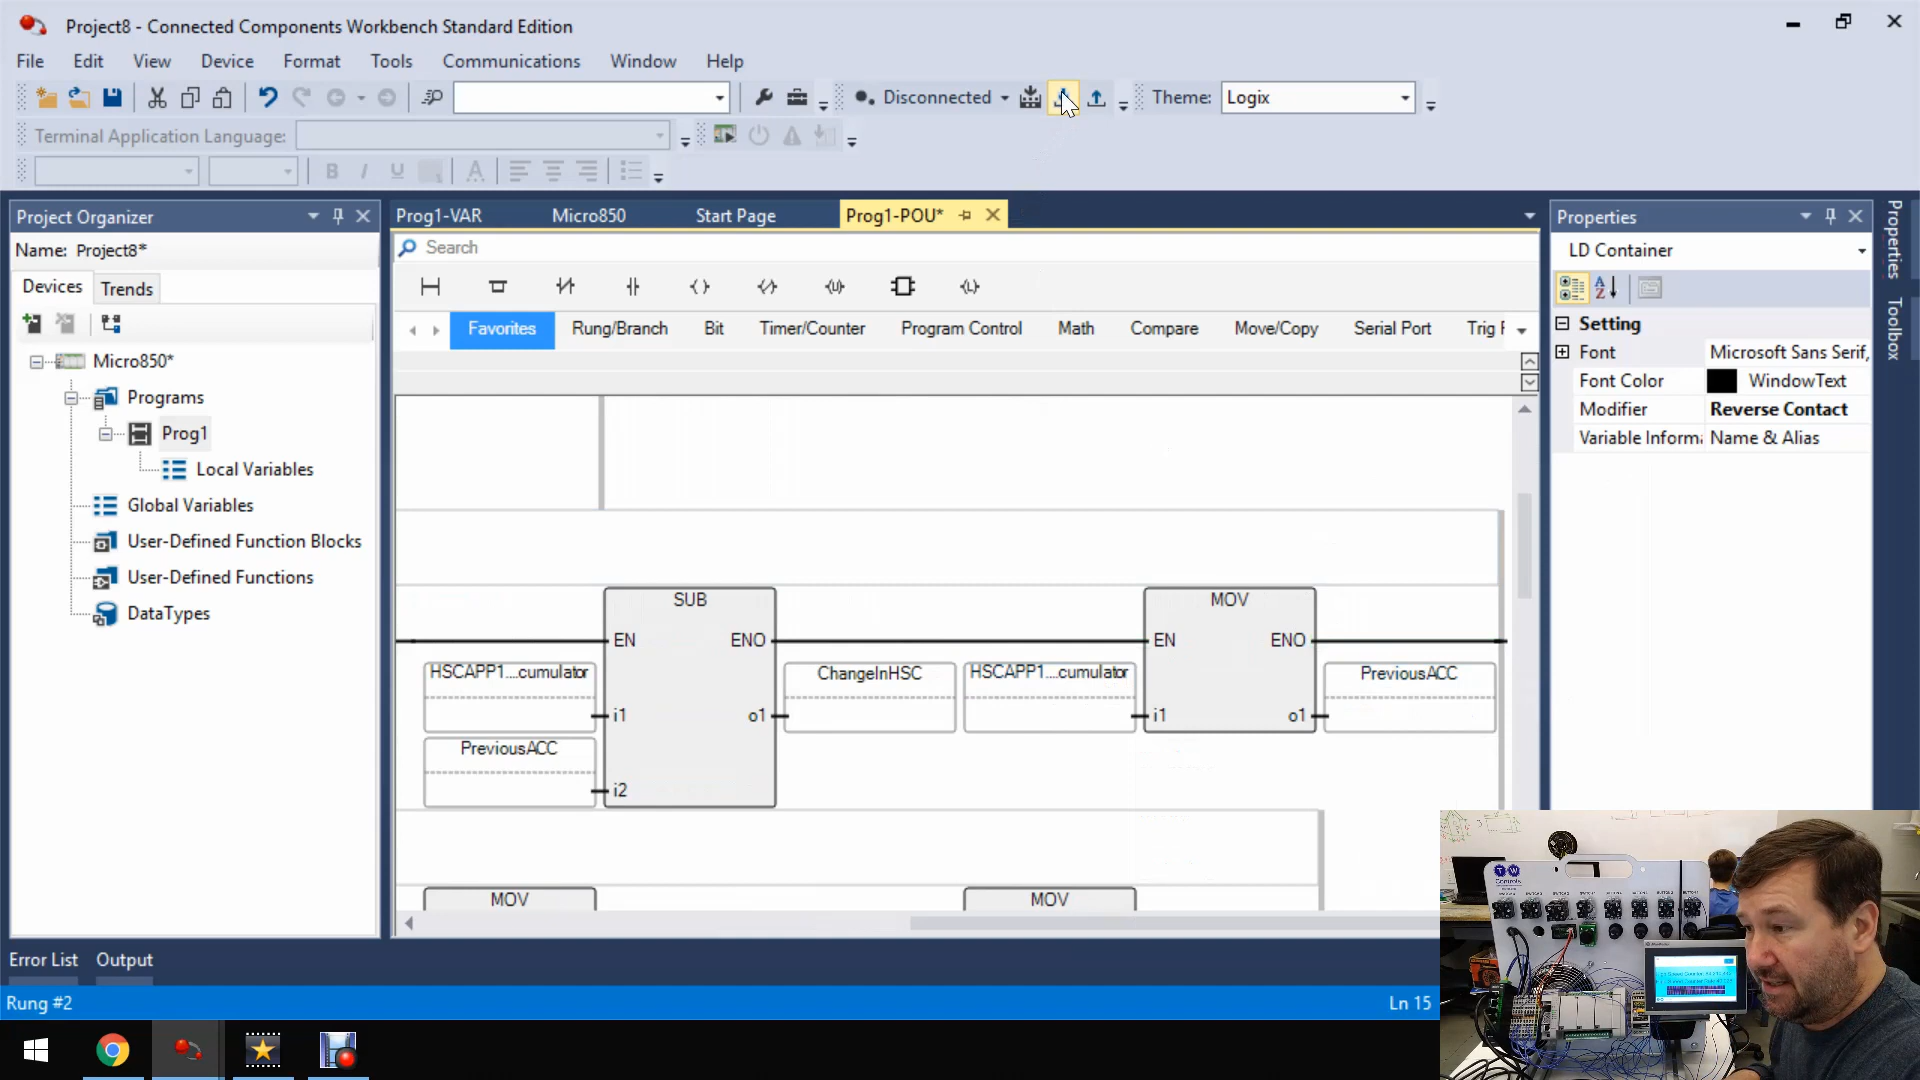 Project8 - Connected Components Workbench Standard Edition
File Edit View Device Format Tools Communications Window Help
Disconnected Theme: Logix
Terminal Application Language:
B I U A
Project Organizer
Name: Project8*
Devices Trends
Micro850*
Programs
Prog1
Local Variables
Global Variables
User-Defined Function Blocks
User-Defined Functions
DataTypes
Prog1-VAR Micro850 Start Page Prog1-POU*
Search
Favorites Rung/Branch Bit Timer/Counter Program Control Math Compare Move/Copy Serial Port Trig F
SUB MOV
EN ENO EN ENO
HSCAPP1....cumulator ChangeInHSC HSCAPP1....cumulator PreviousACC
i1 o1 i1 o1
PreviousACC
i2
MOV MOV
Properties
LD Container
Setting
Font Microsoft Sans Serif,
Font Color WindowText
Modifier Reverse Contact
Variable Informa Name & Alias
Properties
Toolbox
Error List Output
Rung #2 Ln 15
T W
Controls